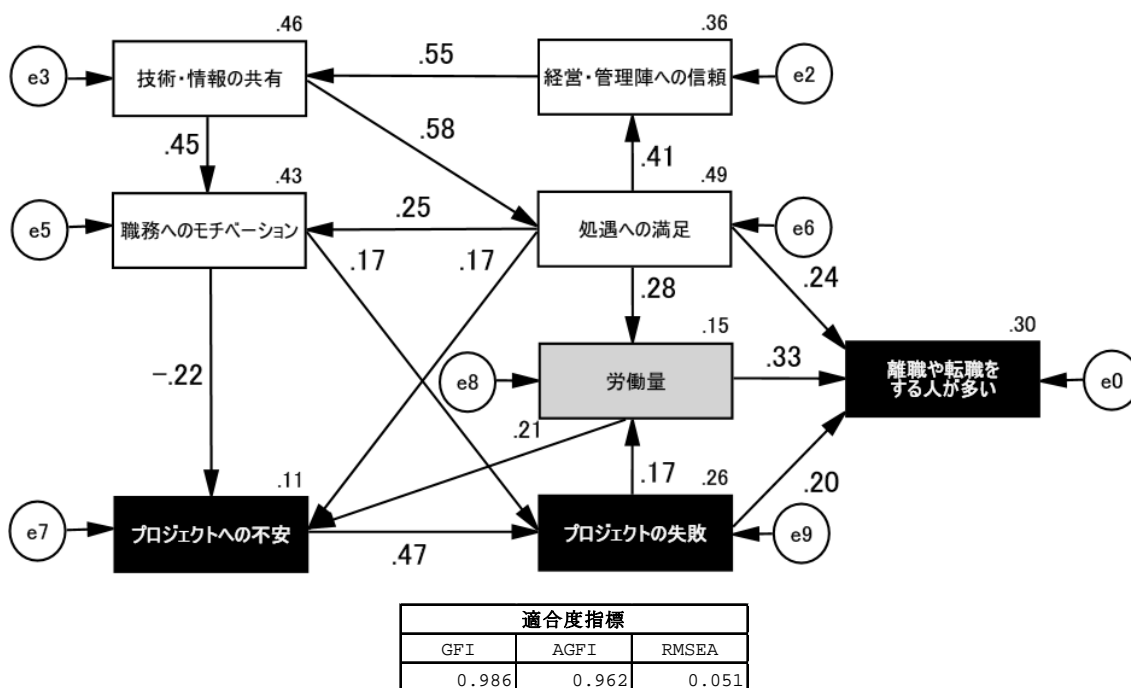 .46
.36
e3
技術・情報の共有
.55
経営・管理陣への信頼
e2
.58
.45
.41
.43
.49
e5
職務へのモチベーション
.25
処遇への満足
e6
.17
.17
.28
.24
.15
.30
-.22
e8
労働量
.33
離職や転職を
する人が多い
e0
.21
.11
.17
.26
.20
e7
プロジェクトへの不安
.47
プロジェクトの失敗
e9
適合度指標
GFI AGFI RMSEA
0.986 0.962 0.051